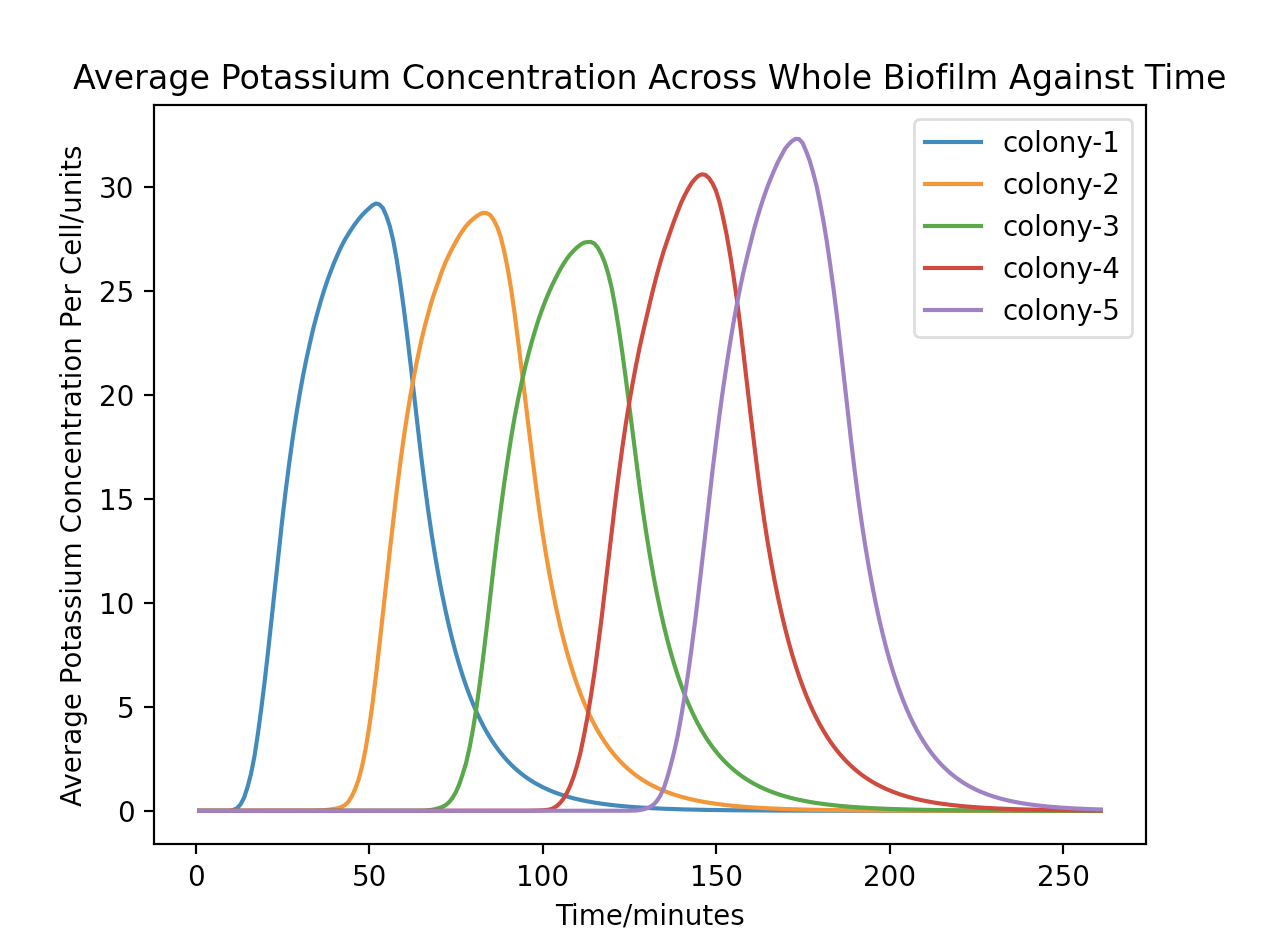 Average Potassium Concentration Across Whole Biofilm Against Time
Average Potassium Concentration Per Cell/units
30
25
20
15
10
5
0
0
50
100
150
200
250
Time/minutes
colony-1
colony-2
colony-3
colony-4
colony-5